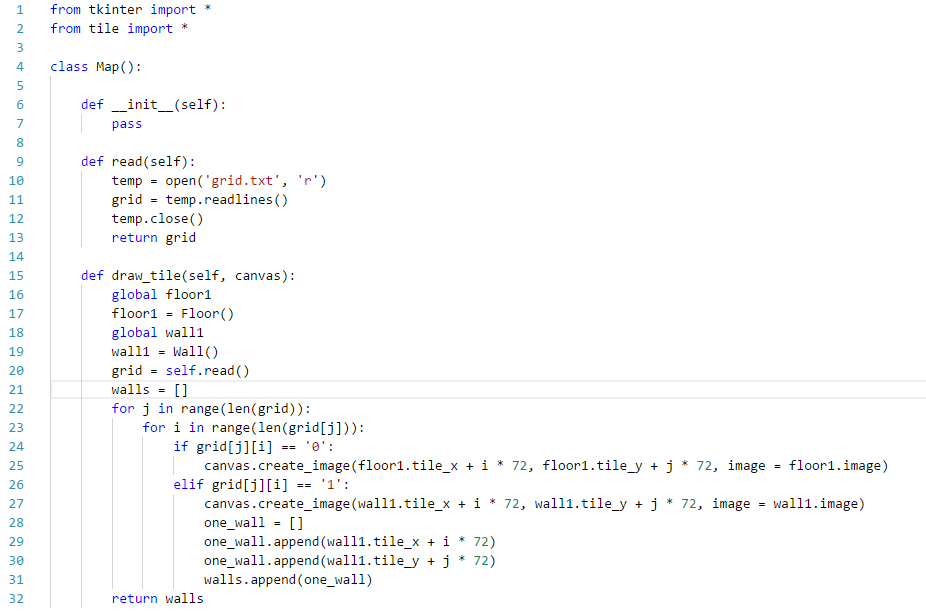 1 from tkinter import *
2 from tile import *
3
4 class Map():
5
6     def __init__(self):
7         pass
8
9     def read(self):
10         temp = open('grid.txt', 'r')
11         grid = temp.readlines()
12         temp.close()
13         return grid
14
15     def draw_tile(self, canvas):
16         global floor1
17         floor1 = Floor()
18         global wall1
19         wall1 = Wall()
20         grid = self.read()
21         walls = []
22         for j in range(len(grid)):
23             for i in range(len(grid[j])):
24                 if grid[j][i] == '0':
25                     canvas.create_image(floor1.tile_x + i * 72, floor1.tile_y + j * 72, image = floor1.image)
26                 elif grid[j][i] == '1':
27                     canvas.create_image(wall1.tile_x + i * 72, wall1.tile_y + j * 72, image = wall1.image)
28                     one_wall = []
29                     one_wall.append(wall1.tile_x + i * 72)
30                     one_wall.append(wall1.tile_y + j * 72)
31                     walls.append(one_wall)
32         return walls